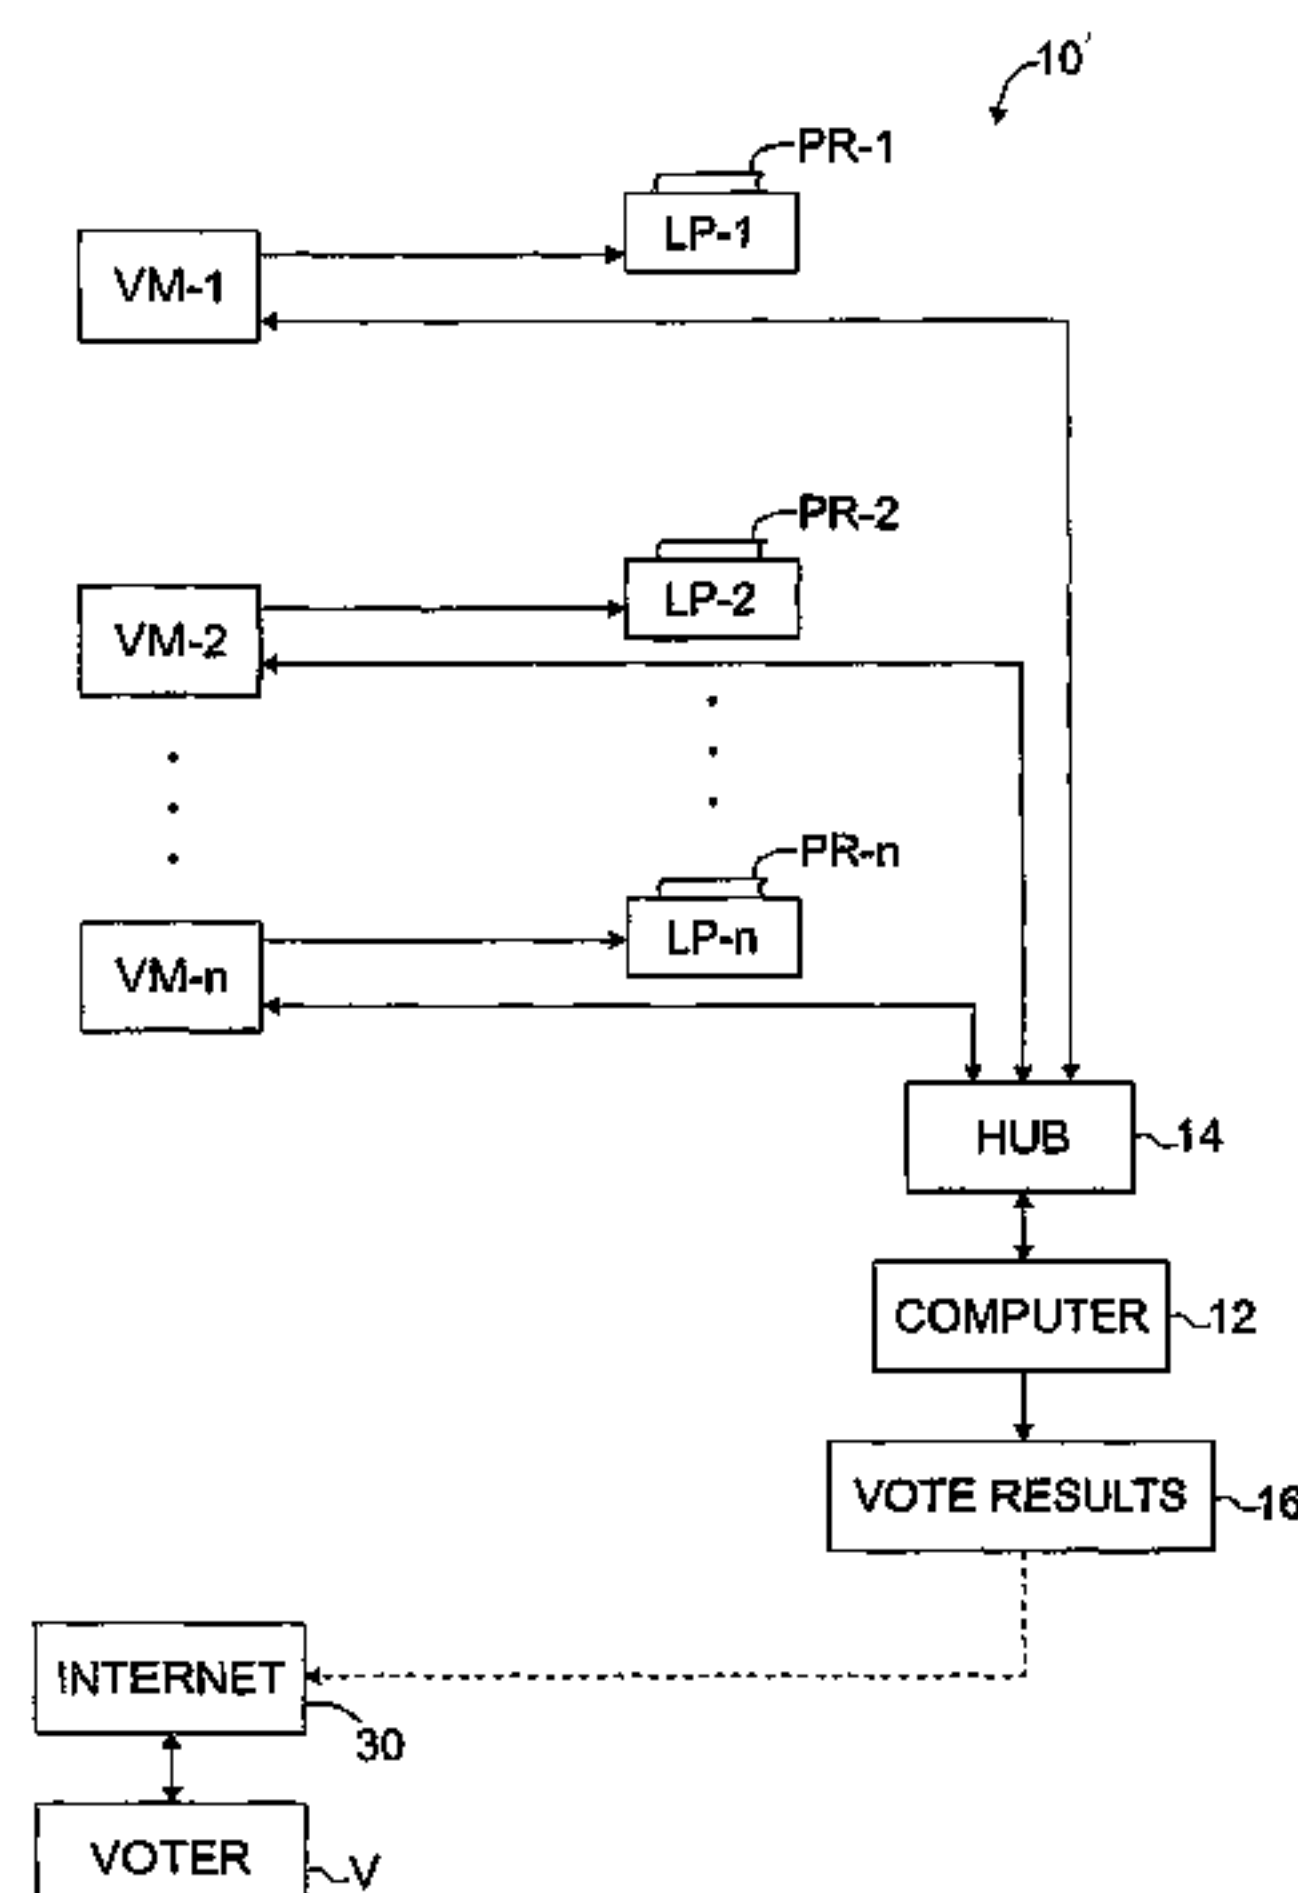 10'
PR-1
LP-1
VM-1
PR-2
LP-2
VM-2
PR-n
LP-n
VM-n
HUB 14
COMPUTER 12
VOTE RESULTS 16
INTERNET
30
VOTER V